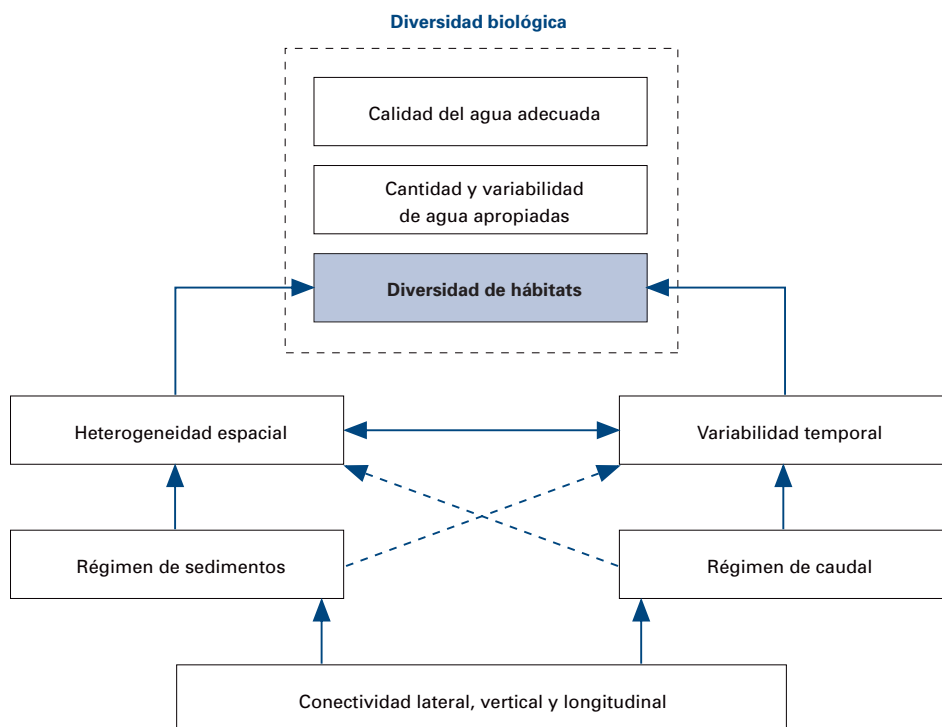 Diversidad biológica
Calidad del agua adecuada
Cantidad y variabilidad
de agua apropiadas
Diversidad de hábitats
Heterogeneidad espacial
Variabilidad temporal
Régimen de sedimentos
Régimen de caudal
Conectividad lateral, vertical y longitudinal